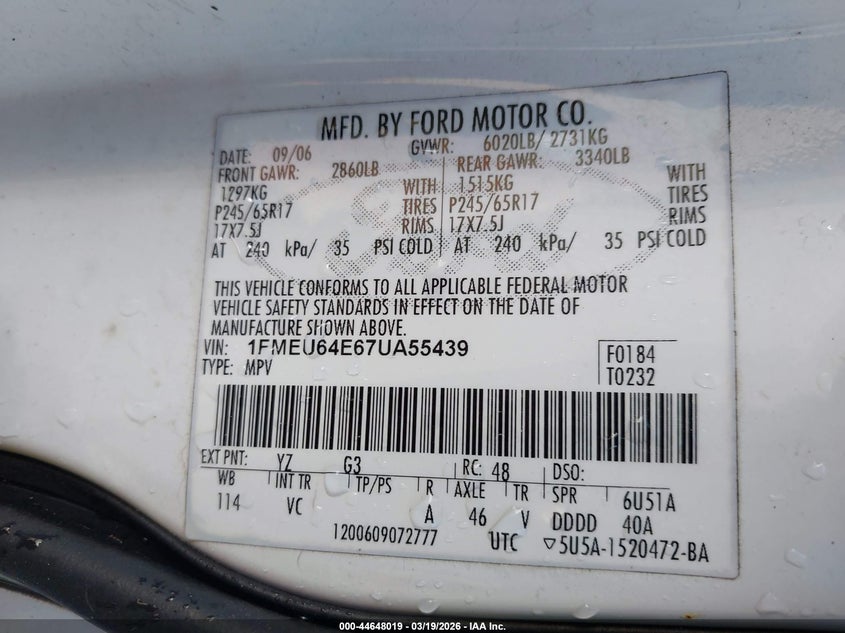 MFD. BY FORD MOTOR CO.
DATE: 09/06 GVWR: 6020LB/ 2731KG
FRONT GAWR: 2860LB REAR GAWR: 3340LB
1297KG WITH 1515KG WITH
P245/65R17 TIRES P245/65R17 TIRES
17X7.5J RIMS 17X7.5J RIMS
AT 240 kPa/ 35 PSI COLD AT 240 kPa/ 35 PSI COLD
THIS VEHICLE CONFORMS TO ALL APPLICABLE FEDERAL MOTOR
VEHICLE SAFETY STANDARDS IN EFFECT ON THE DATE OF
MANUFACTURE SHOWN ABOVE.
VIN: 1FMEU64E67UA55439 F0184
TYPE: MPV T0232
EXT PNT: YZ G3 RC: 48 DSO:
WB INT TR TP/PS R AXLE TR SPR 6U51A
114 VC A 46 V DDDD 40A
1200609072777 UTC ▽5U5A-1520472-BA
000-44648019 - 03/19/2026 - IAA Inc.